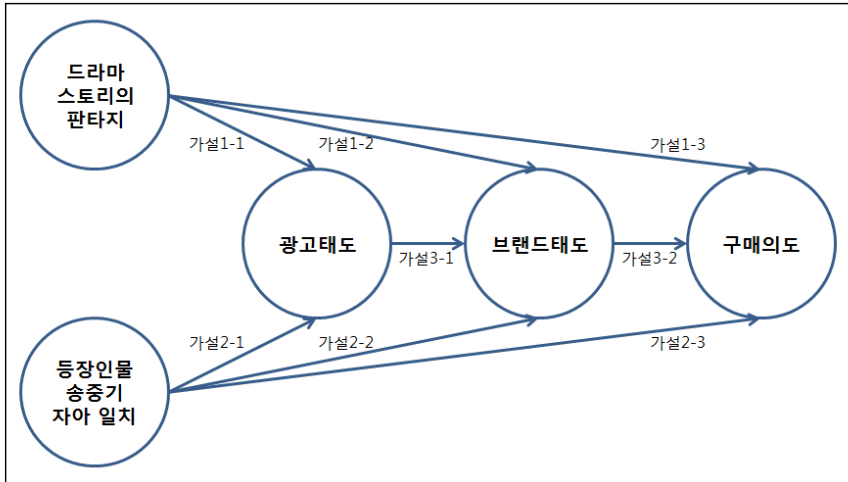 드라마
스토리의
판타지
가설1-1
가설1-2
가설1-3
광고태도
가설3-1
브랜드태도
가설3-2
구매의도
가설2-1
가설2-2
가설2-3
등장인물
송중기
자아 일치